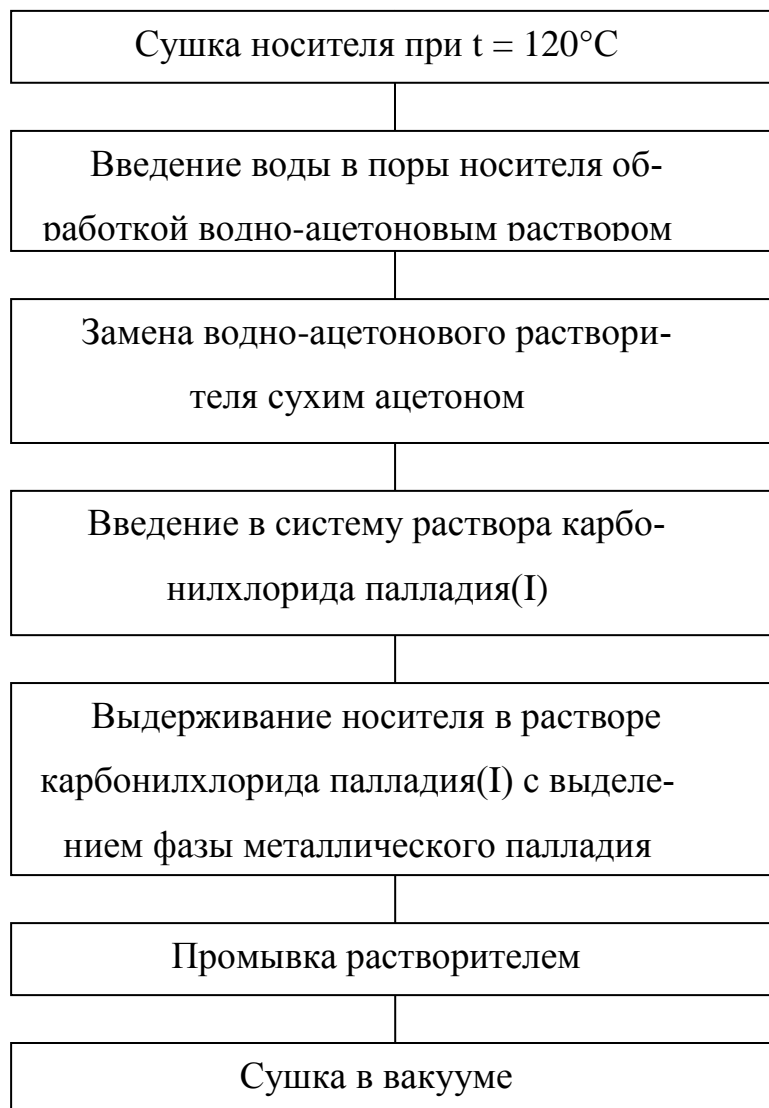 Сушка носителя при t = 120°C
Введение воды в поры носителя об-
работкой водно-ацетоновым раствором
Замена водно-ацетонового раствори-
теля сухим ацетоном
Введение в систему раствора карбо-
нилхлорида палладия(I)
Выдерживание носителя в растворе
карбонилхлорида палладия(I) с выделе-
нием фазы металлического палладия
Промывка растворителем
Сушка в вакууме